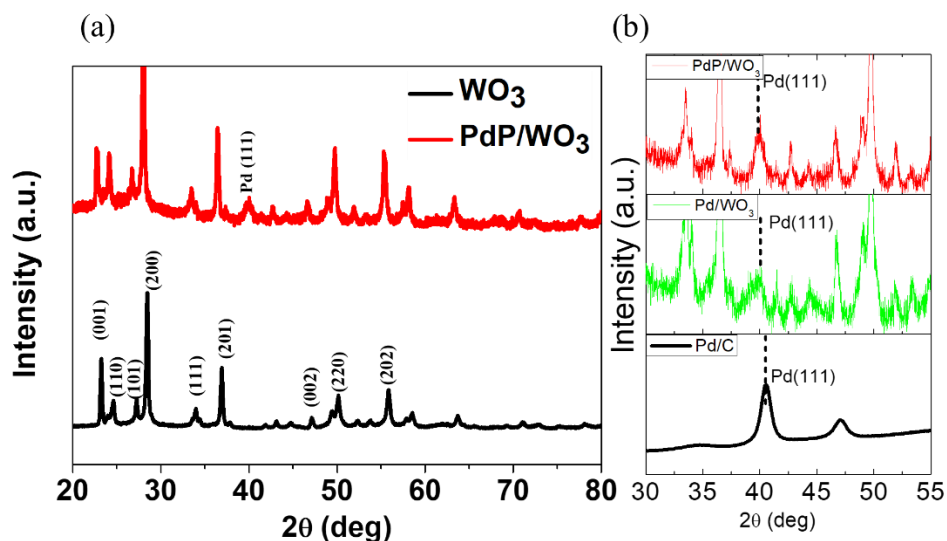 (a)
Intensity (a.u.)
WO₃
PdP/WO₃
Pd (111)
(001)
(110)
(101)
(200)
(111)
(201)
(002)
(220)
(202)
20 30 40 50 60 70 80
2θ (deg)
(b)
Intensity (a.u.)
PdP/WO₃
Pd(111)
Pd/WO₃
Pd(111)
Pd/C
Pd(111)
30 35 40 45 50 55
2θ (deg)